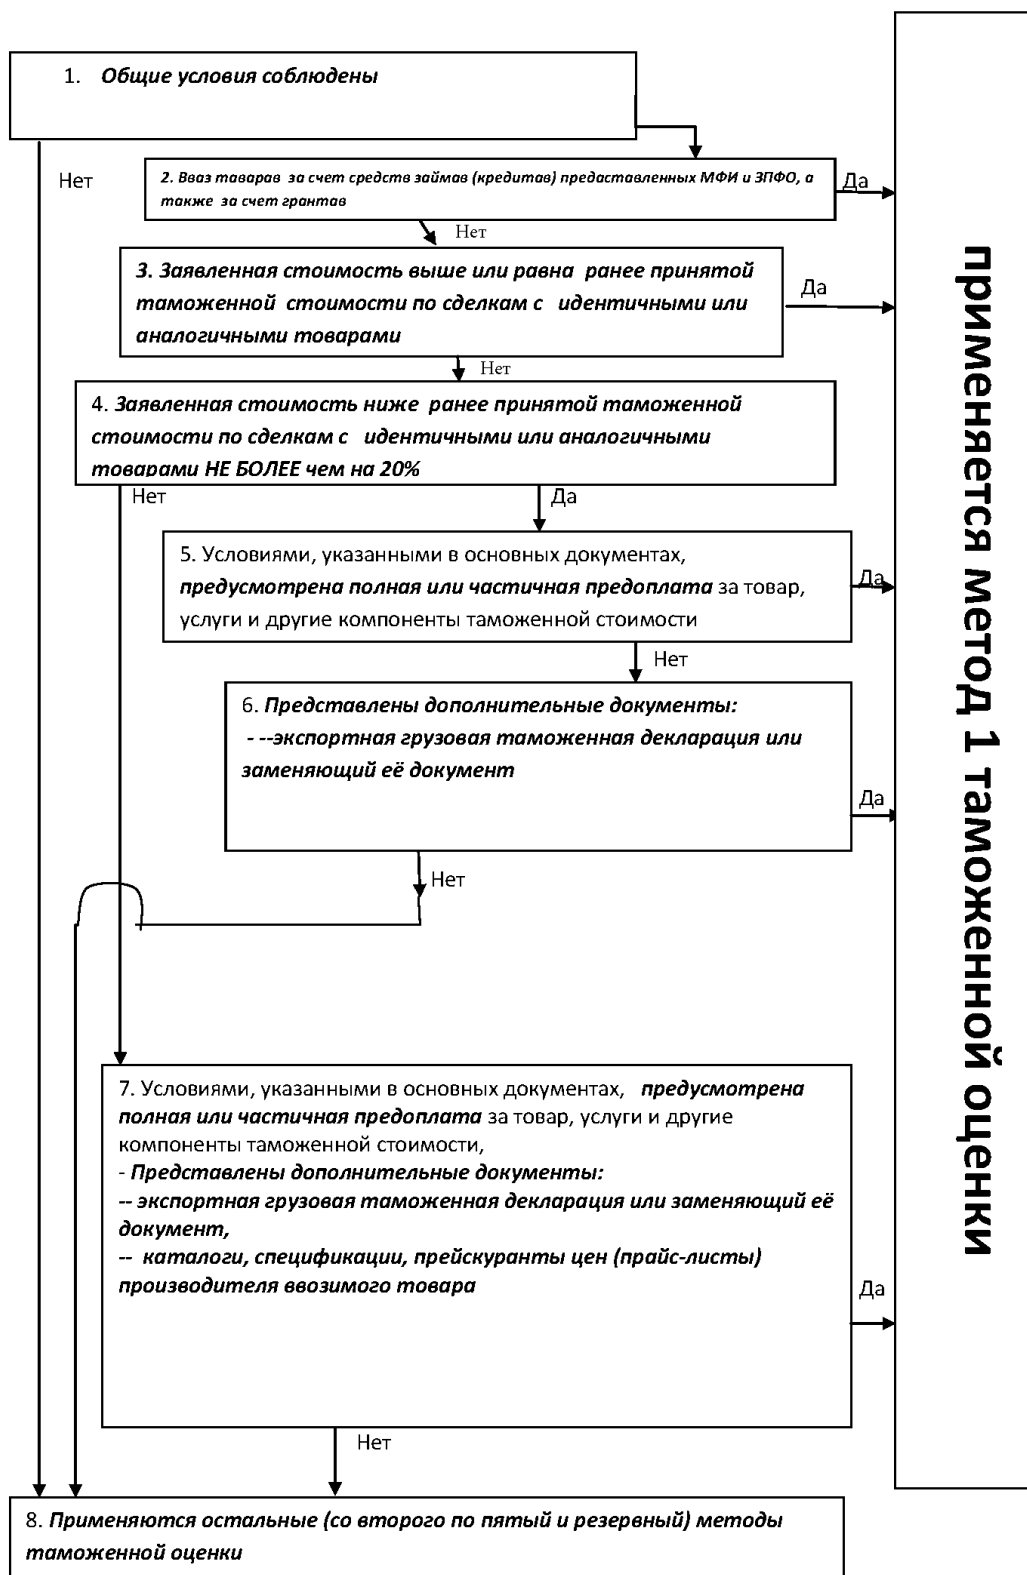 1. Общие условия соблюдены
Нет
2. Вваз таварав за счет средств займав (кредитав) предаставленных МФИ и ЗПФО, а
также за счет грантав
Да
Нет
3. Заявленная стоимость выше или равна ранее принятой
таможенной стоимости по сделкам с идентичными или
аналогичными товарами
Да
Нет
4. Заявленная стоимость ниже ранее принятой таможенной
стоимости по сделкам с идентичными или аналогичными
товарами НЕ БОЛЕЕ чем на 20%
Нет
Да
5. Условиями, указанными в основных документах,
предусмотрена полная или частичная предоплата за товар,
услуги и другие компоненты таможенной стоимости
Да
Нет
6. Представлены дополнительные документы:
- --экспортная грузовая таможенная декларация или
заменяющий её документ
Да
Нет
7. Условиями, указанными в основных документах, предусмотрена
полная или частичная предоплата за товар, услуги и другие
компоненты таможенной стоимости,
- Представлены дополнительные документы:
-- экспортная грузовая таможенная декларация или заменяющий её
документ,
-- каталоги, спецификации, прейскуранты цен (прайс-листы)
производителя ввозимого товара
Да
Нет
8. Применяются остальные (со второго по пятый и резервный) методы
таможенной оценки
применяется метод 1 таможенной оценки